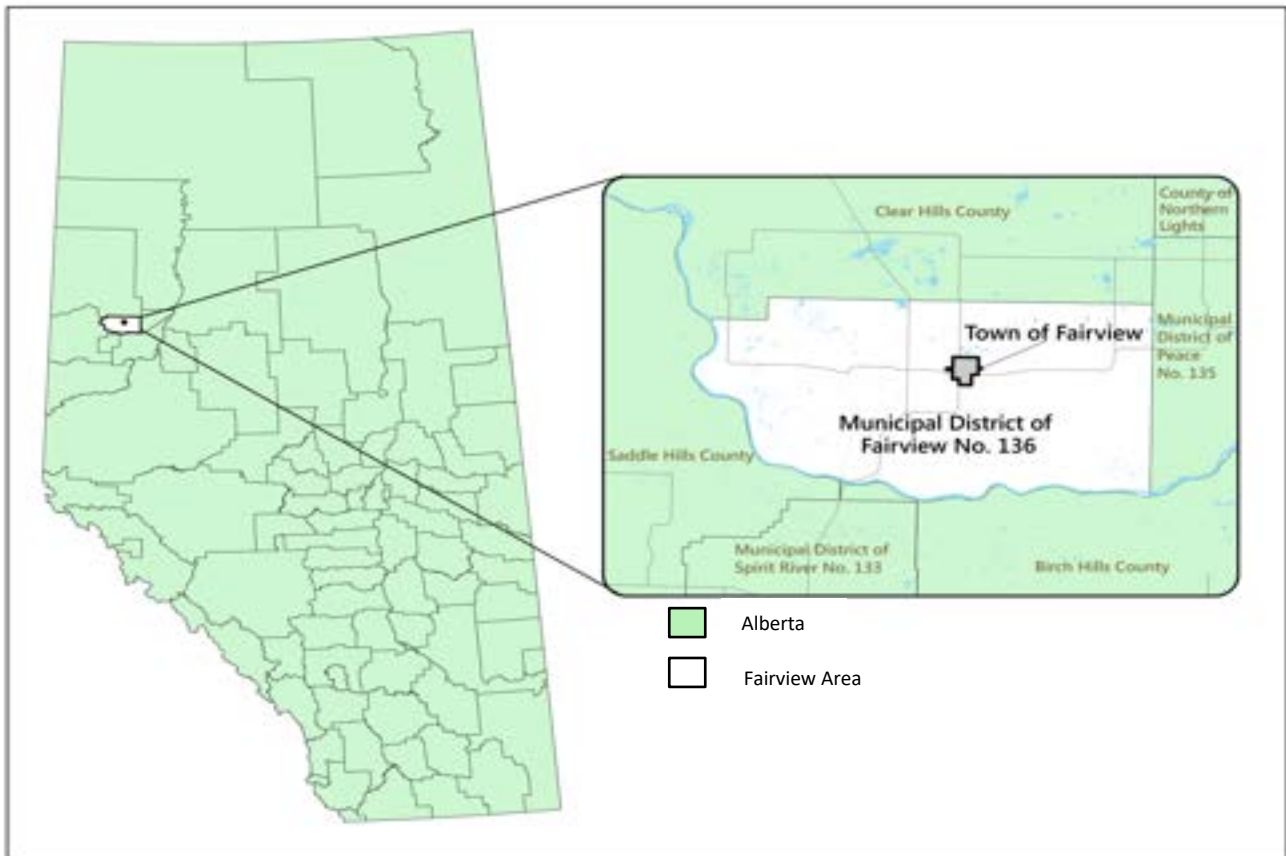 Clear Hills County
County of
Northern
Lights
Town of Fairview
Municipal
District of
Peace
No. 135
Municipal District of
Fairview No. 136
Saddle Hills County
Municipal District of
Spirit River No. 133
Birch Hills County
Alberta
Fairview Area